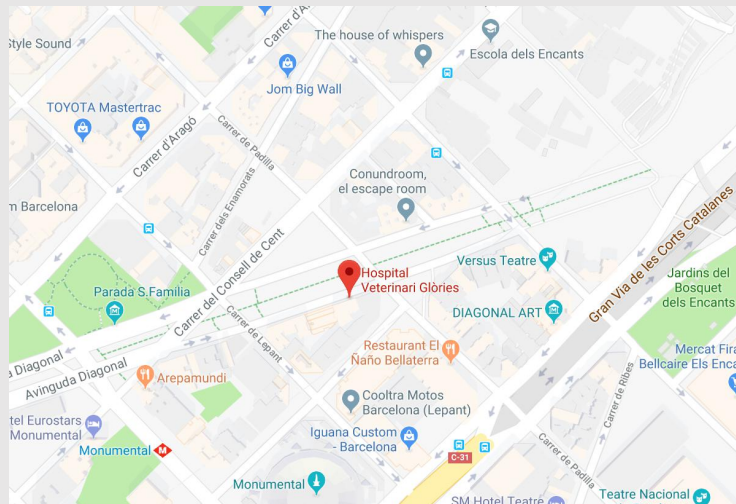 Carrer d'A
Style Sound
The house of whispers
Escola dels Encants
Jom Big Wall
TOYOTA Mastertrac
Carrer d'Aragó
Carrer de Padilla
Conundroom,
el escape room
Carrer dels Enamorats
m Barcelona
Carrer del Consell de Cent
Hospital
Veterinari Glòries
Versus Teatre
Gran Via de les Corts Catalanes
Jardins del
Bosquet
dels Encants
Parada S.Familia
DIAGONAL ART
Carrer de Lepant
Restaurant El
Ñaño Bellaterra
Mercat Fira
Bellcaire Els Enca
a Diagonal
Avinguda Diagonal
Arepamundi
Carrer de Ribes
Cooltra Motos
Barcelona (Lepant)
tel Eurostars
Monumental
Iguana Custom
- Barcelona
Monumental
M
C-31
Carrer de Padilla
Monumental
SM Hotel Teatre
Teatre Nacional